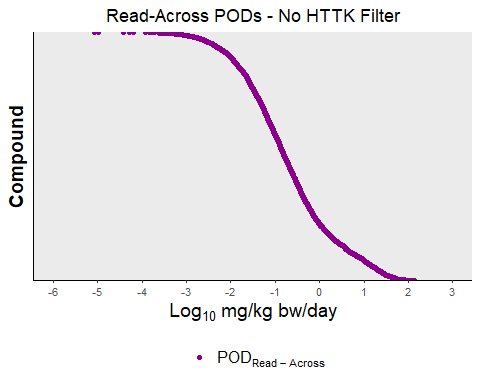 Read-Across PODs - No HTTK Filter
Compound
-6 -5 -4 -3 -2 -1 0 1 2 3
Log₁₀ mg/kg bw/day
POD_Read − Across